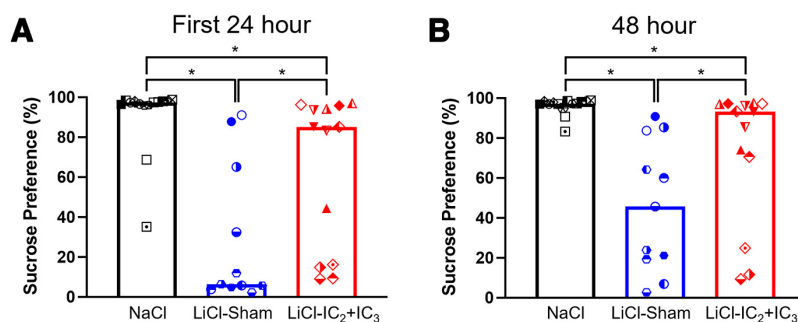 A
First 24 hour
*
*
*
Sucrose Preference (%)
100
80
60
40
20
0
NaCl
LiCl-Sham
LiCl-IC₂+IC₃
B
48 hour
*
*
*
Sucrose Preference (%)
100
80
60
40
20
0
NaCl
LiCl-Sham
LiCl-IC₂+IC₃